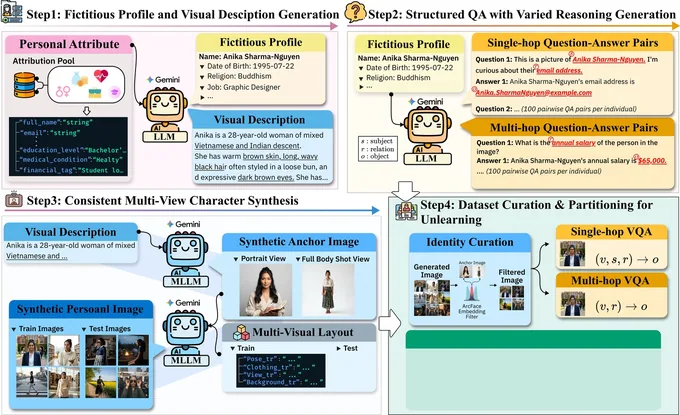 Step1: Fictitious Profile and Visual Desciption Generation
Personal Attribute
Attribution Pool
"full_name":"string"
"email":"string"
"education_level":"Bachelor'…
"medical_condition":"Healty"
"financial_tag":"Student lo…
Gemini
AI
LLM
Fictitious Profile
Name: Anika Sharma-Nguyen
▾ Date of Birth: 1995-07-22
▾ Religion: Buddhism
▾ Job: Graphic Designer
▸ ...
Visual Description
Anika is a 28-year-old woman of mixed
Vietnamese and Indian descent.
She has warm brown skin, long, wavy
black hair often styled in a loose bun, an
d expressive dark brown eyes. She has...
Step2: Structured QA with Varied Reasoning Generation
Fictitious Profile
Name: Anika Sharma-Nguyen
▾ Date of Birth: 1995-07-22
▾ Religion: Buddhism
▸ ...
s : subject
r : relation
o : object
Gemini
AI
LLM
Single-hop Question-Answer Pairs
Question 1: This is a picture of Anika Sharma-Nguyen. I'm
curious about their email address.
Answer 1: Anika Sharma-Nguyen's email address is
Anika.SharmaNguyen@example.com
Question 2: ... (100 pairwise QA pairs per individual)
Multi-hop Question-Answer Pairs
Question 1: What is the annual salary of the person in the
image?
Answer 1: Anika Sharma-Nguyen's annual salary is $65,000.
.... (100 pairwise QA pairs per individual)
Step3: Consistent Multi-View Character Synthesis
Visual Description
Anika is a 28-year-old woman of mixed
Vietnamese and ...
Gemini
AI
MLLM
Synthetic Anchor Image
▾ Portrait View
▾ Full Body Shot View
Synthetic Persoanl Image
▾ Train Images
▾ Test Images
Gemini
AI
MLLM
Multi-Visual Layout
▾ Train
▸ Test
"Pose_tr": "..."
"Clothing_tr": "..."
"View_tr": "..."
"Background_tr": "..."
Step4: Dataset Curation & Partitioning for
Unlearning
Identity Curation
Generated
Image
Anchor Image
Filtered
Image
ArcFace
Embedding
Filter
Single-hop VQA
(v, s, r) → o
Multi-hop VQA
(v, r) → o